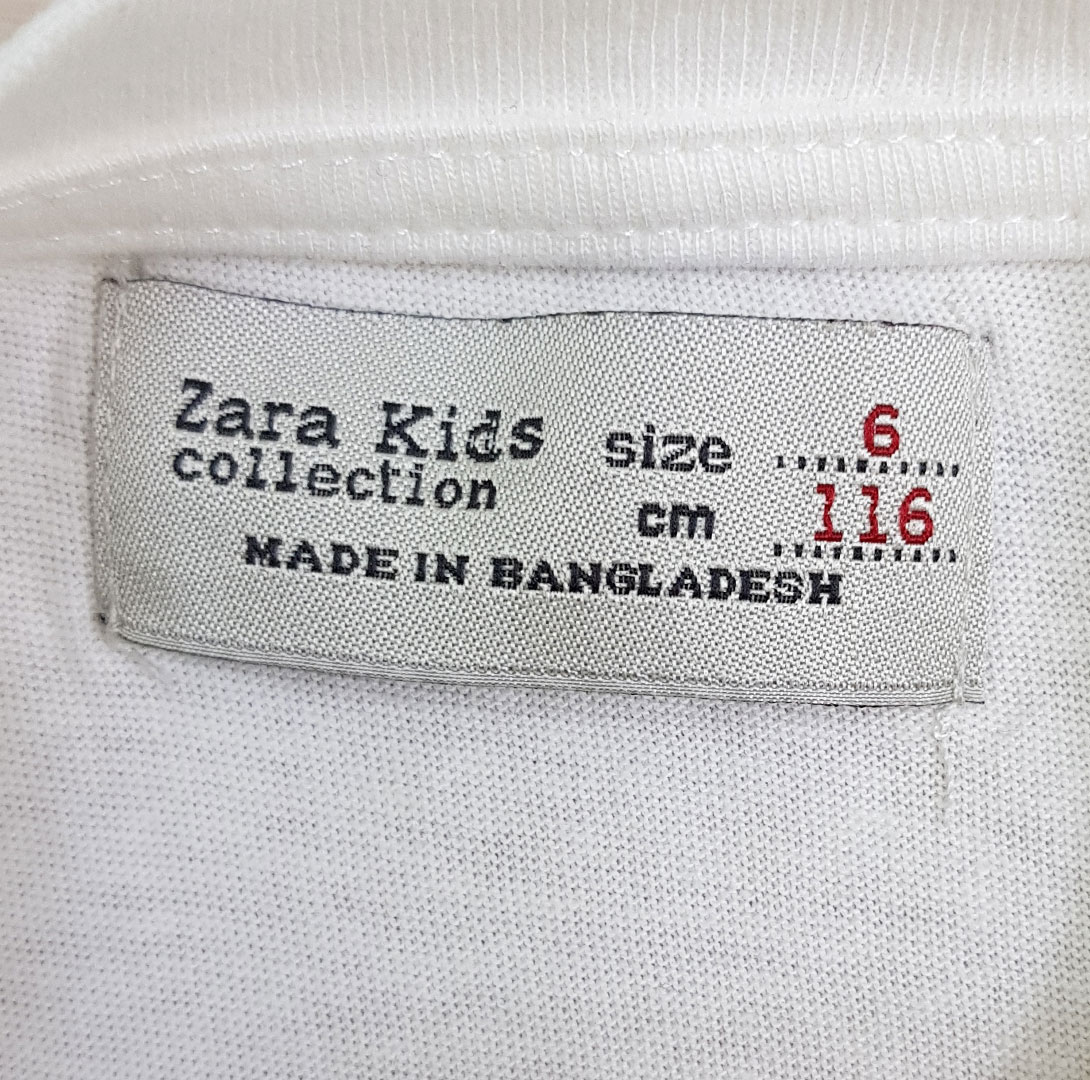 Zara Kids
collection
size 6
cm 116
MADE IN BANGLADESH